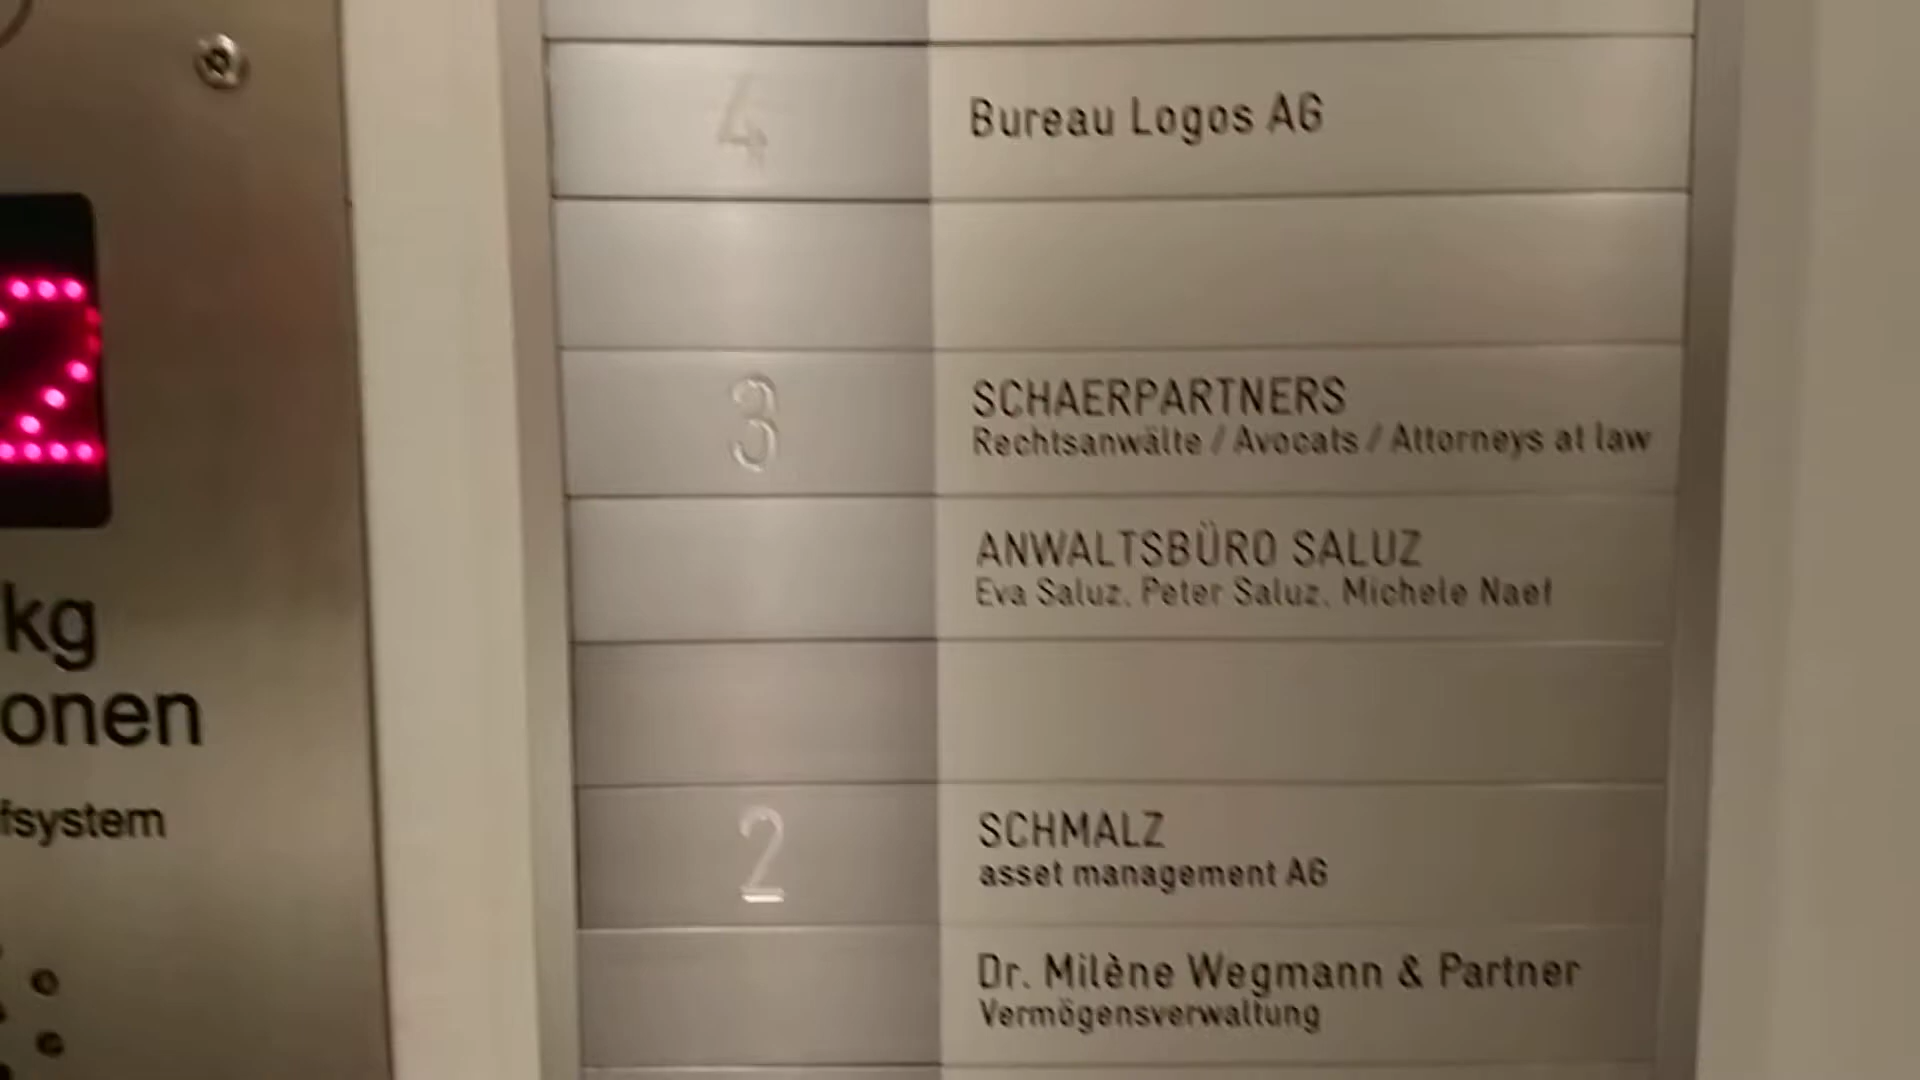 4
Bureau Logos AG
3
SCHAERPARTNERS
Rechtsanwälte / Avocats / Attorneys at law
ANWALTSBÜRO SALUZ
Eva Saluz, Peter Saluz, Michele Naef
2
SCHMALZ
asset management AG
Dr. Milène Wegmann & Partner
Vermögensverwaltung
2
kg
onen
fsystem